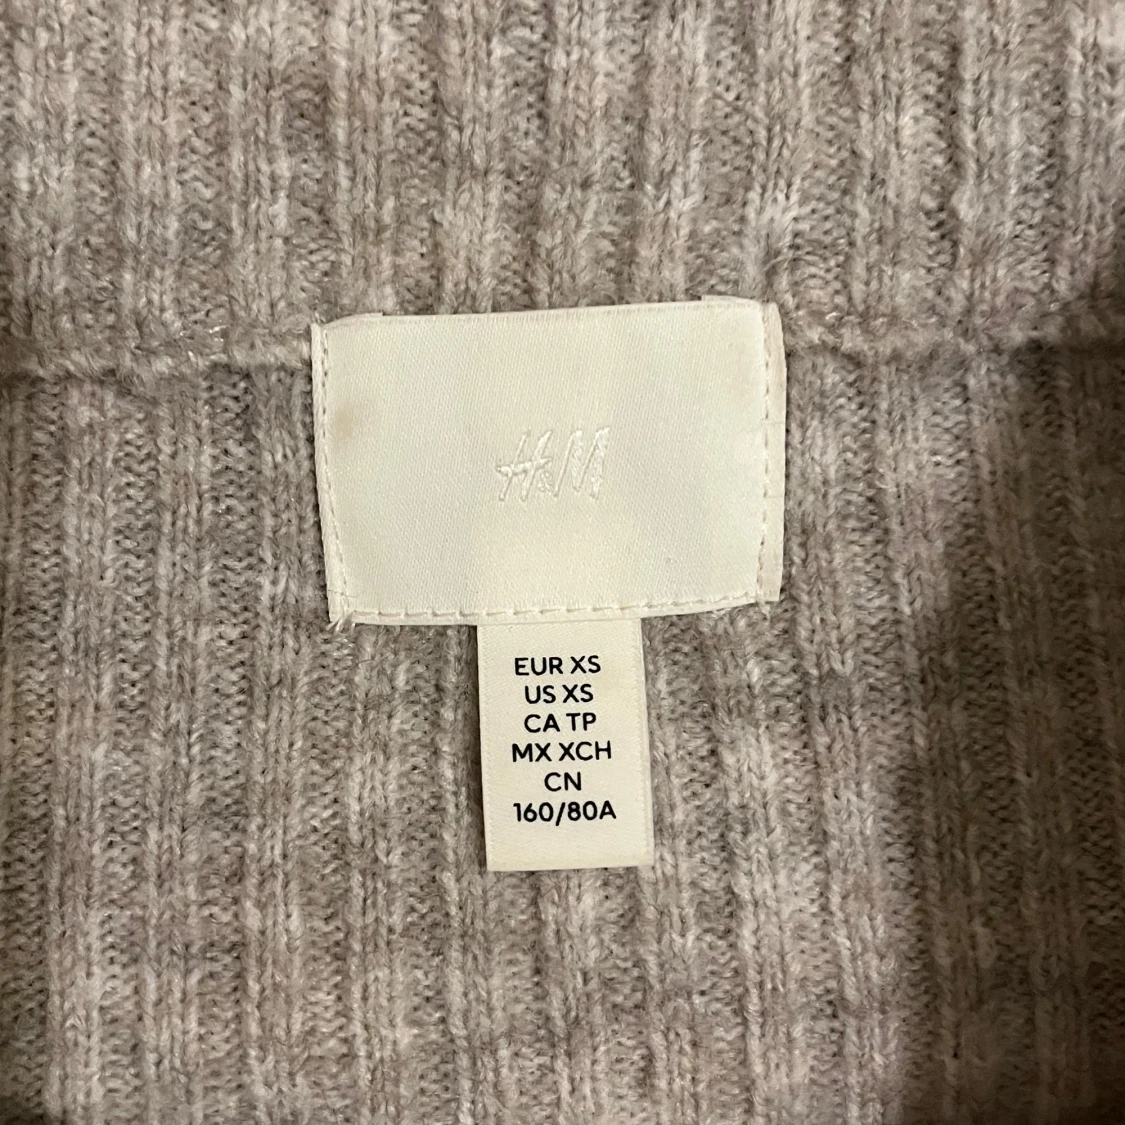 H&M
EUR XS
US XS
CA TP
MX XCH
CN
160/80A